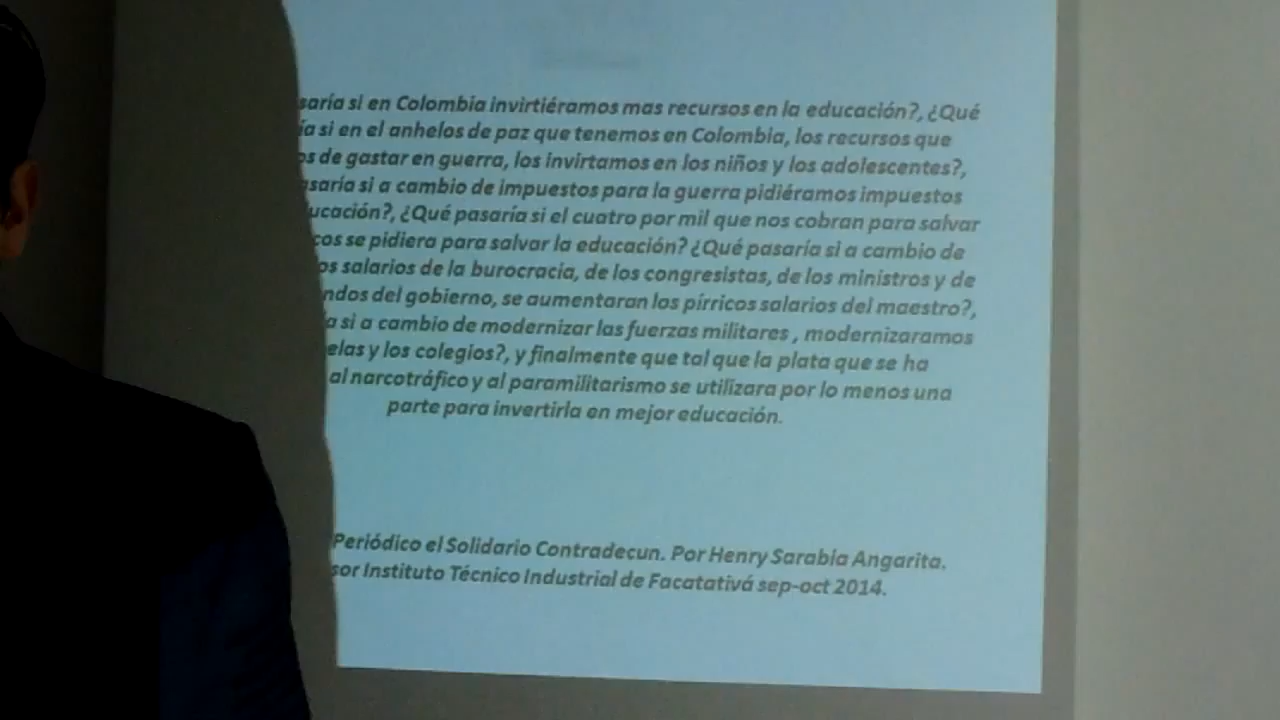 saría si en Colombia invirtiéramos mas recursos en la educación?, ¿Qué
ía si en el anhelos de paz que tenemos en Colombia, los recursos que
os de gastar en guerra, los invirtamos en los niños y los adolescentes?,
saría si a cambio de impuestos para la guerra pidiéramos impuestos
ucación?, ¿Qué pasaría si el cuatro por mil que nos cobran para salvar
cos se pidiera para salvar la educación? ¿Qué pasaría si a cambio de
os salarios de la burocracia, de los congresistas, de los ministros y de
ndos del gobierno, se aumentaran los pírricos salarios del maestro?,
a si a cambio de modernizar las fuerzas militares , modernizaramos
elas y los colegios?, y finalmente que tal que la plata que se ha
al narcotráfico y al paramilitarismo se utilizara por lo menos una
parte para invertirla en mejor educación.
Periódico el Solidario Contradecun. Por Henry Sarabia Angarita.
sor Instituto Técnico Industrial de Facatativá sep-oct 2014.